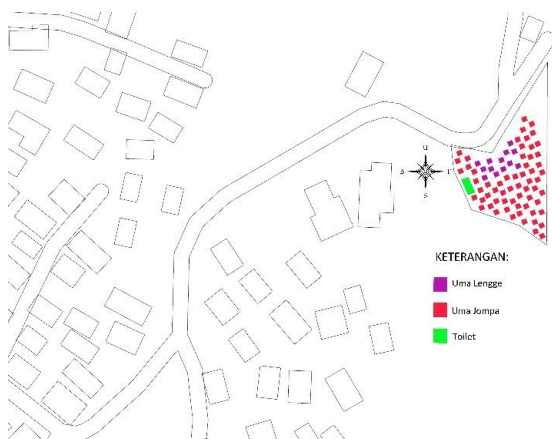 U
B
T
S
KETERANGAN:
Uma Lengge
Uma Jompa
Toilet